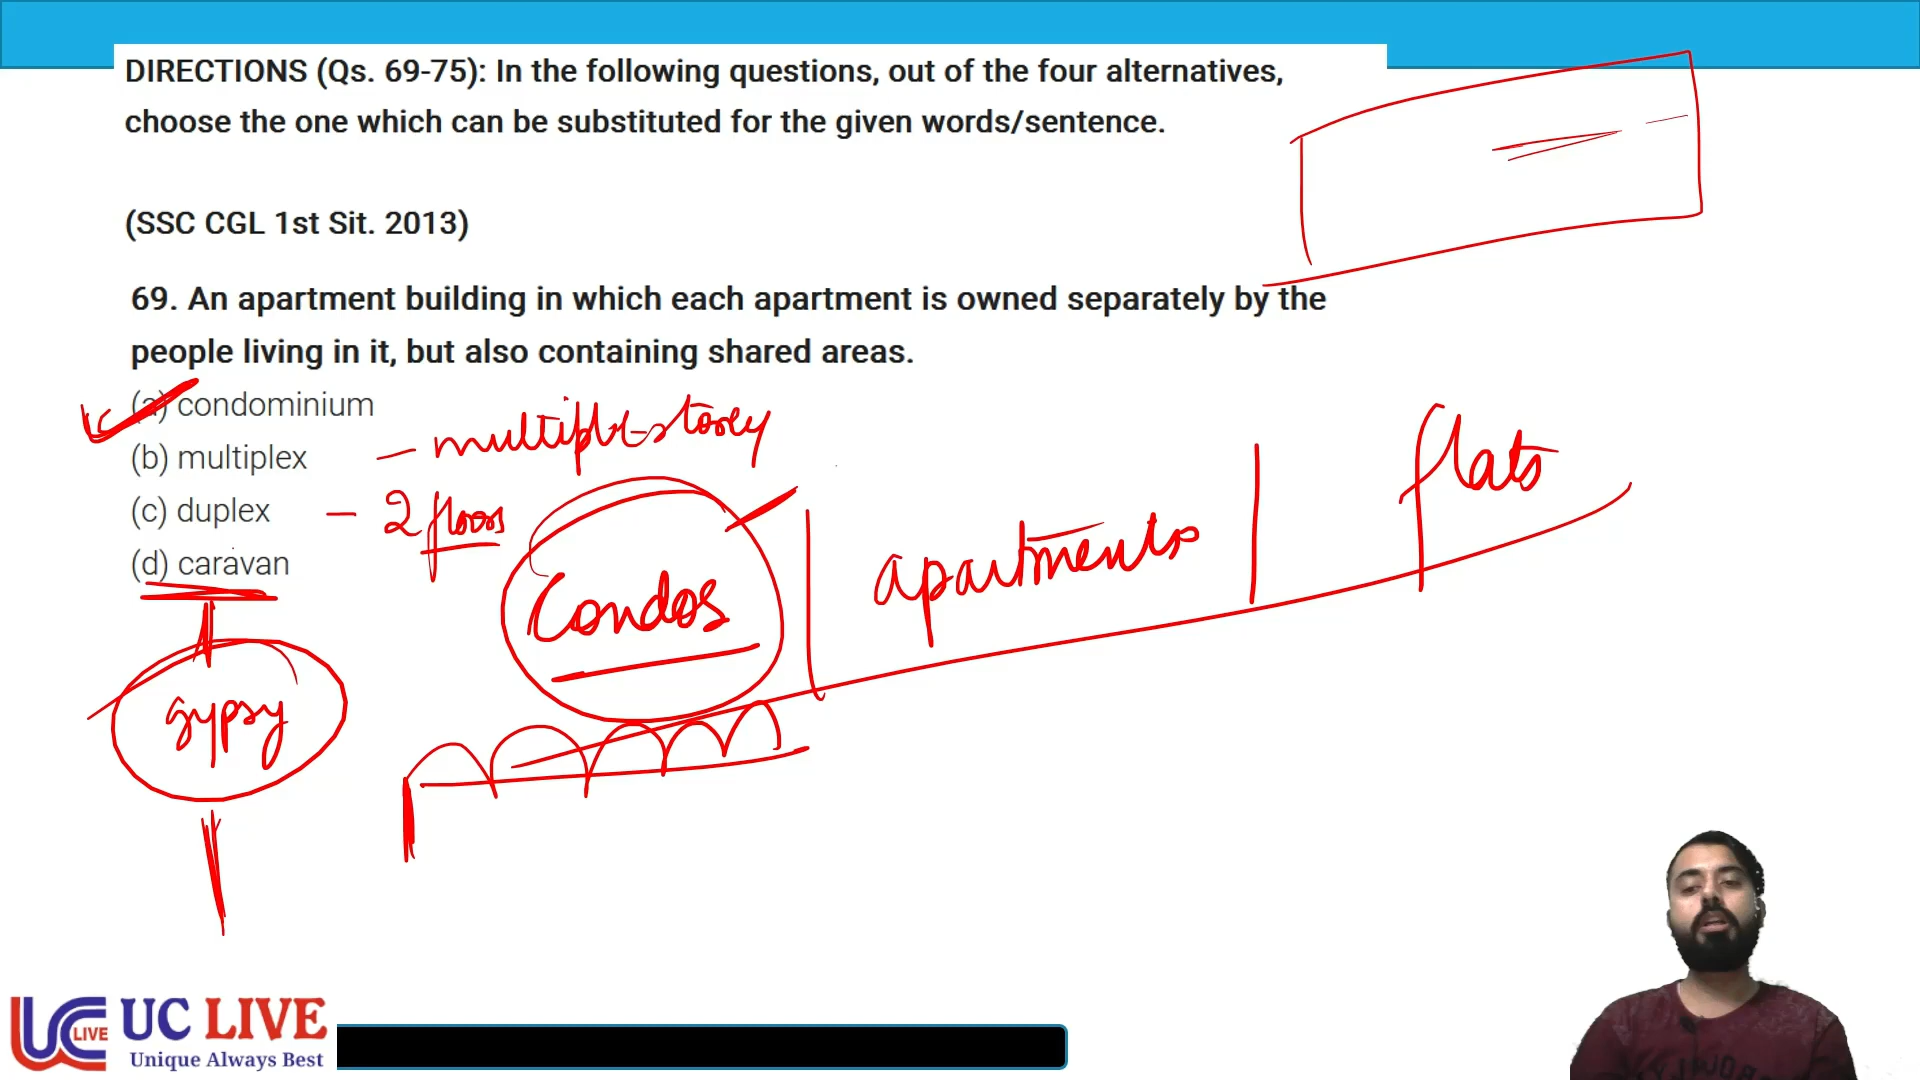 DIRECTIONS (Qs. 69-75): In the following questions, out of the four alternatives,
choose the one which can be substituted for the given words/sentence.
(SSC CGL 1st Sit. 2013)
69. An apartment building in which each apartment is owned separately by the
people living in it, but also containing shared areas.
(a) condominium
(b) multiplex - multiple-storey
(c) duplex - 2 floors
(d) caravan
Condos apartments flats
gypsy
LIVE UC LIVE
Unique Always Best